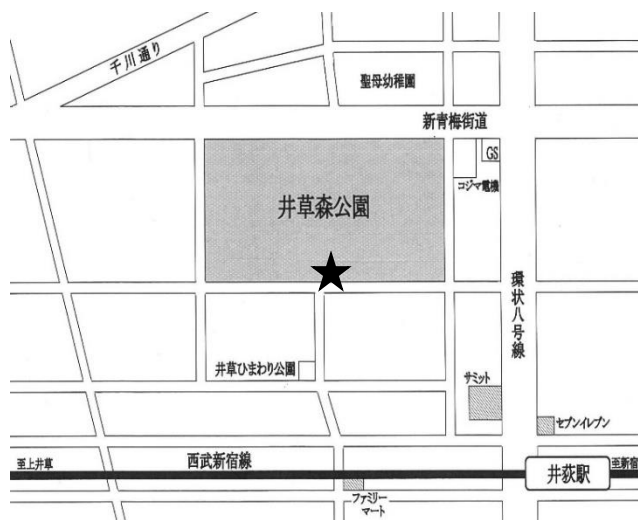 千川通り
聖母幼稚園
新青梅街道
GS
コジマ電機
井草森公園
環状八号線
井草ひまわり公園
サミット
セブンイレブン
至上井草
西武新宿線
井荻駅
至新宿
ファミリー
マート